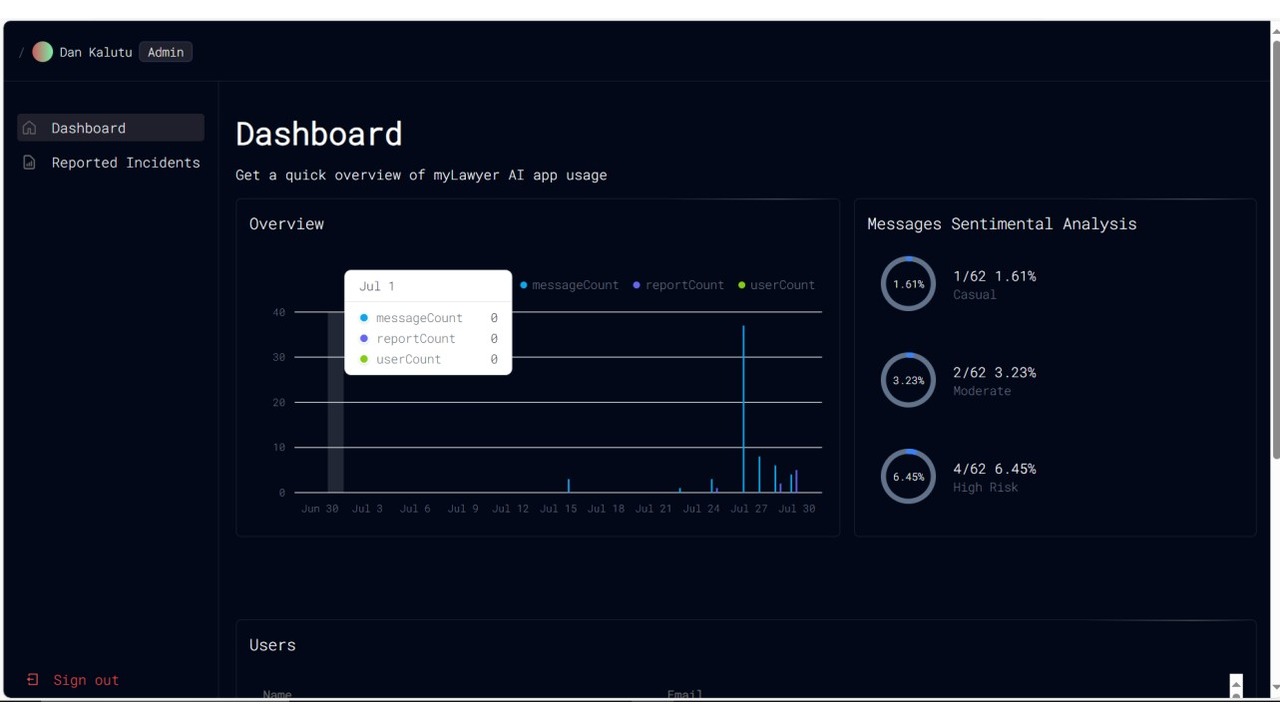 / Dan Kalutu Admin
Dashboard
Reported Incidents
Sign out
Dashboard
Get a quick overview of myLawyer AI app usage
Overview
messageCount reportCount userCount
Jul 1
messageCount 0
reportCount 0
userCount 0
40
30
20
10
0
Jun 30 Jul 3 Jul 6 Jul 9 Jul 12 Jul 15 Jul 18 Jul 21 Jul 24 Jul 27 Jul 30
Messages Sentimental Analysis
1.61%
1/62 1.61%
Casual
3.23%
2/62 3.23%
Moderate
6.45%
4/62 6.45%
High Risk
Users
Name Email